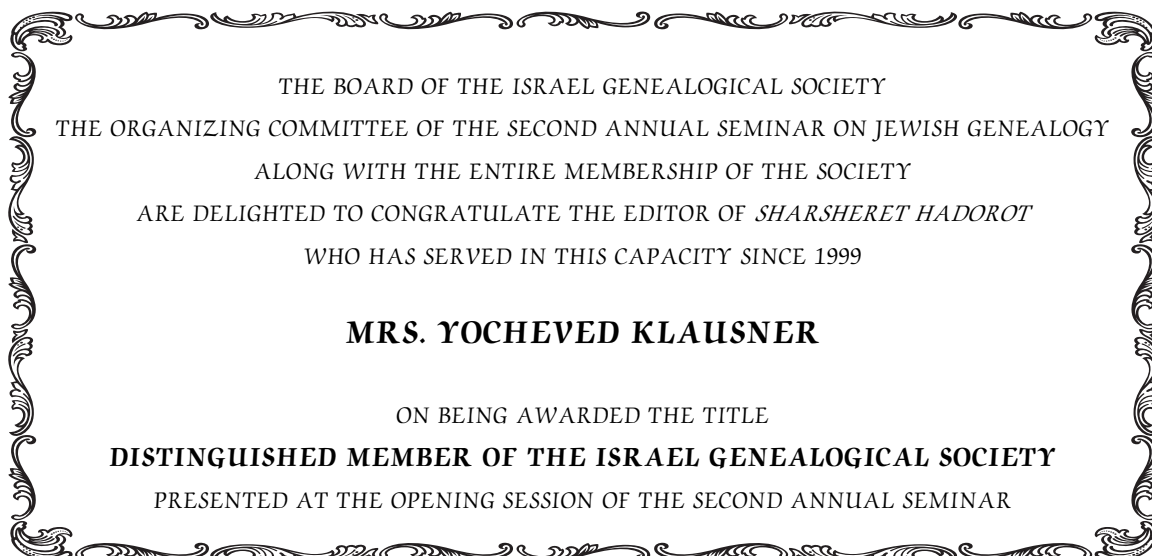 THE BOARD OF THE ISRAEL GENEALOGICAL SOCIETY
THE ORGANIZING COMMITTEE OF THE SECOND ANNUAL SEMINAR ON JEWISH GENEALOGY
ALONG WITH THE ENTIRE MEMBERSHIP OF THE SOCIETY
ARE DELIGHTED TO CONGRATULATE THE EDITOR OF SHARSHERET HADOROT
WHO HAS SERVED IN THIS CAPACITY SINCE 1999
MRS. YOCHEVED KLAUSNER
ON BEING AWARDED THE TITLE
DISTINGUISHED MEMBER OF THE ISRAEL GENEALOGICAL SOCIETY
PRESENTED AT THE OPENING SESSION OF THE SECOND ANNUAL SEMINAR